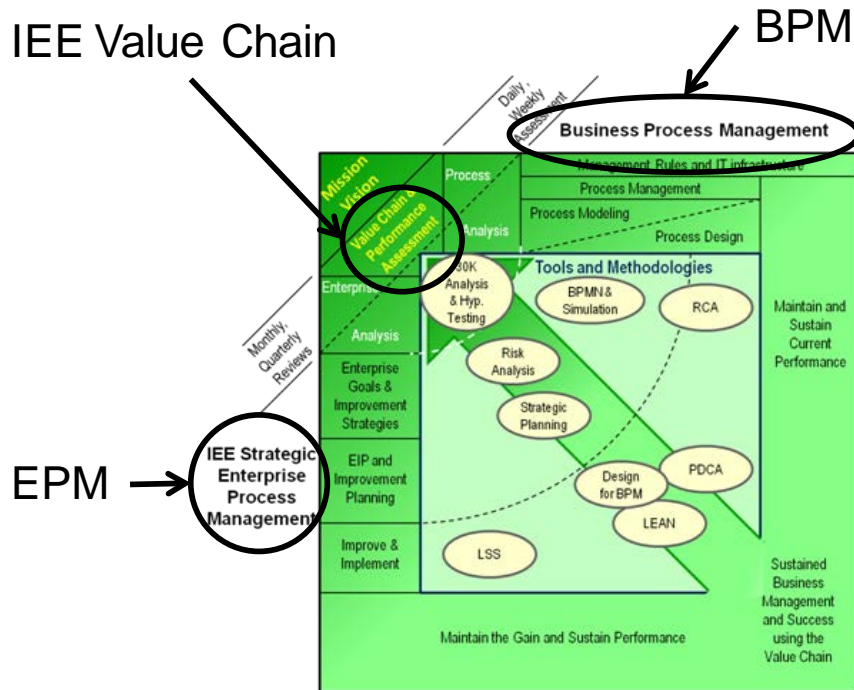 IEE Value Chain
BPM
Daily,
Weekly
Assessment
Business Process Management
Mission
Vision
Value Chain &
Performance
Assessment
Process
Analysis
Management Rules and IT infrastructure
Process Management
Process Modeling
Process Design
Enterprise
Analysis
Monthly,
Quarterly
Reviews
Tools and Methodologies
30K
Analysis
& Hyp.
Testing
BPMN &
Simulation
RCA
Maintain and
Sustain
Current
Performance
Risk
Analysis
Strategic
Planning
Enterprise
Goals &
Improvement
Strategies
EPM
IEE Strategic
Enterprise
Process
Management
EIP and
Improvement
Planning
Design
for BPM
PDCA
LEAN
LSS
Improve &
Implement
Maintain the Gain and Sustain Performance
Sustained
Business
Management
and Success
using the
Value Chain